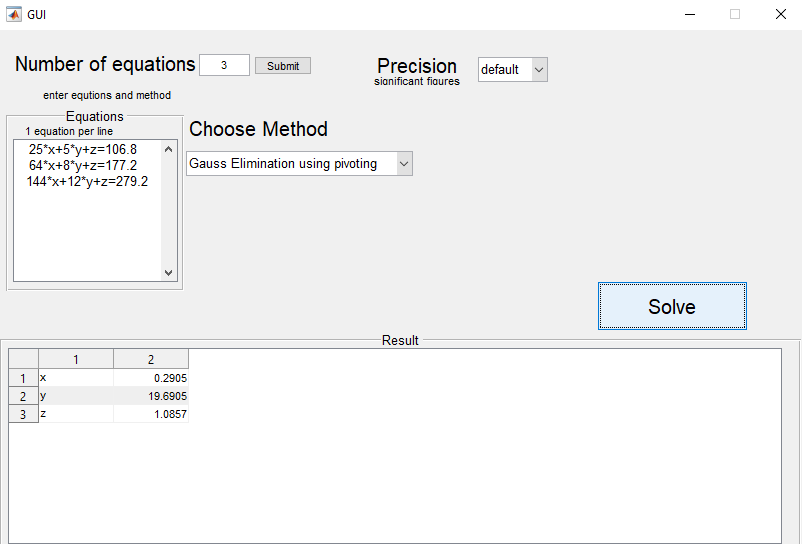 GUI
Number of equations 3 Submit
Precision
significant figures
default
enter eqution​s and method
Equations
1 equation per line
25*x+5*y+z=106.8
64*x+8*y+z=177.2
144*x+12*y+z=279.2
Choose Method
Gauss Elimination using pivoting
Solve
Result
1 2
1 x 0.2905
2 y 19.6905
3 z 1.0857